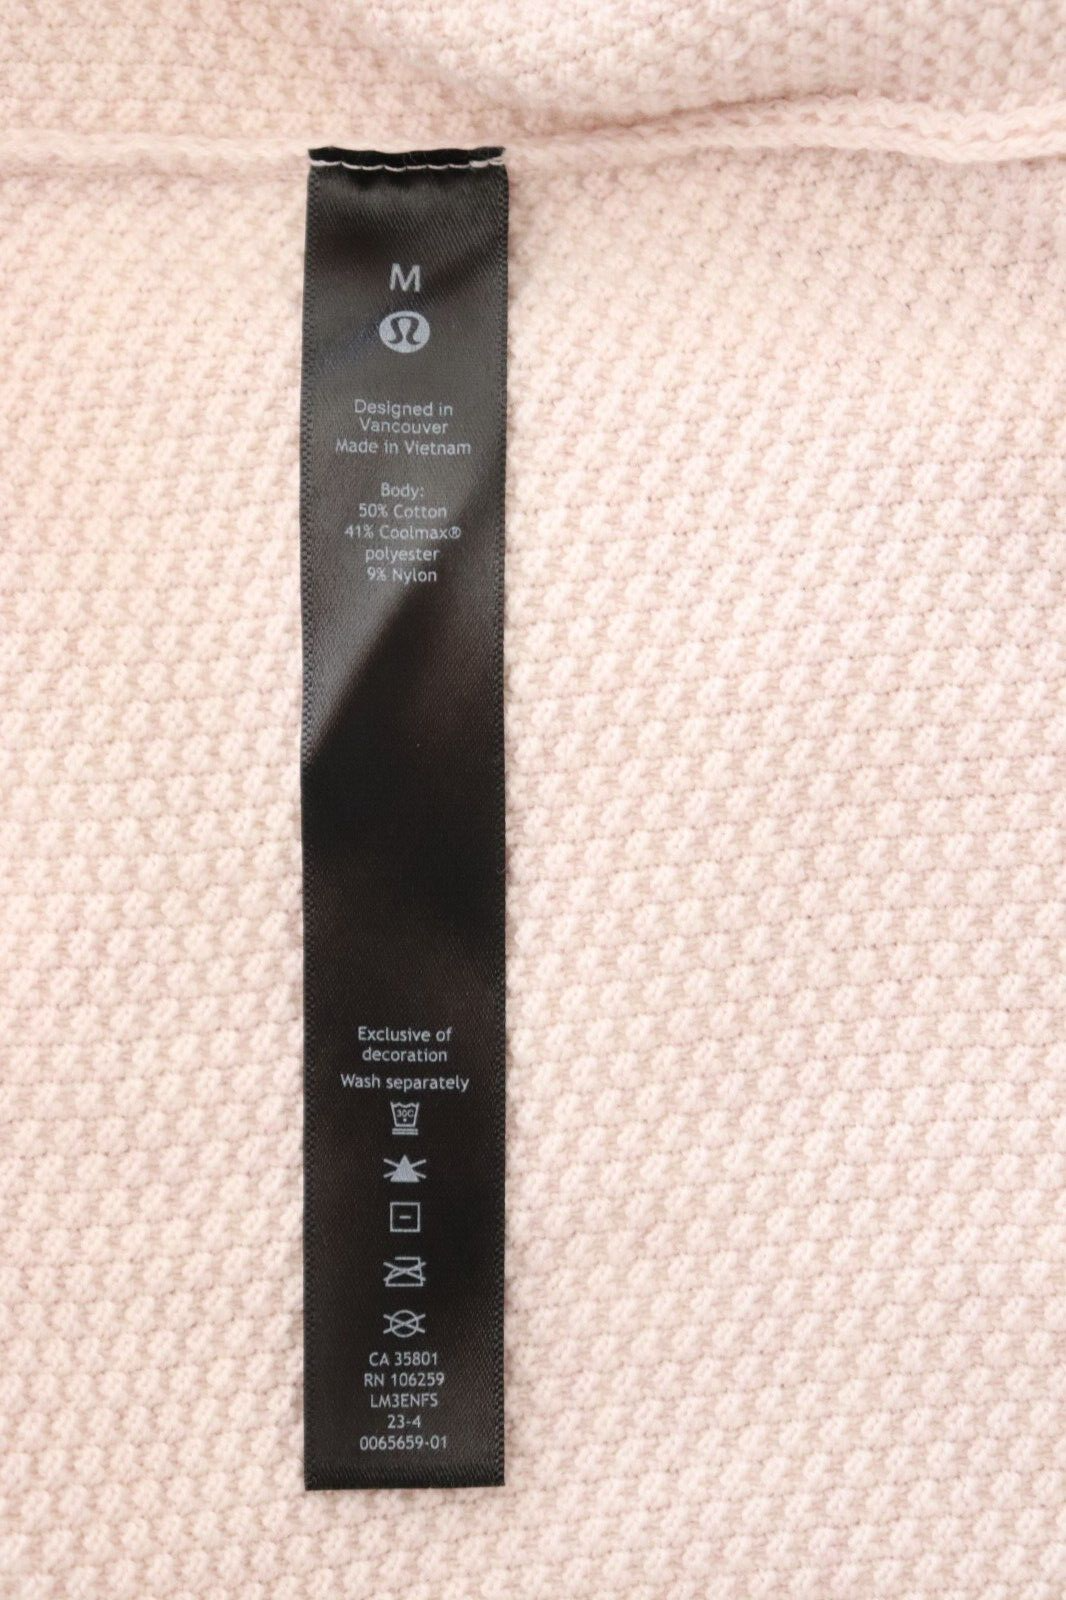 M
Designed in
Vancouver
Made in Vietnam
Body:
50% Cotton
41% Coolmax®
polyester
9% Nylon
Exclusive of
decoration
Wash separately
30C
CA 35801
RN 106259
LM3ENFS
23-4
0065659-01